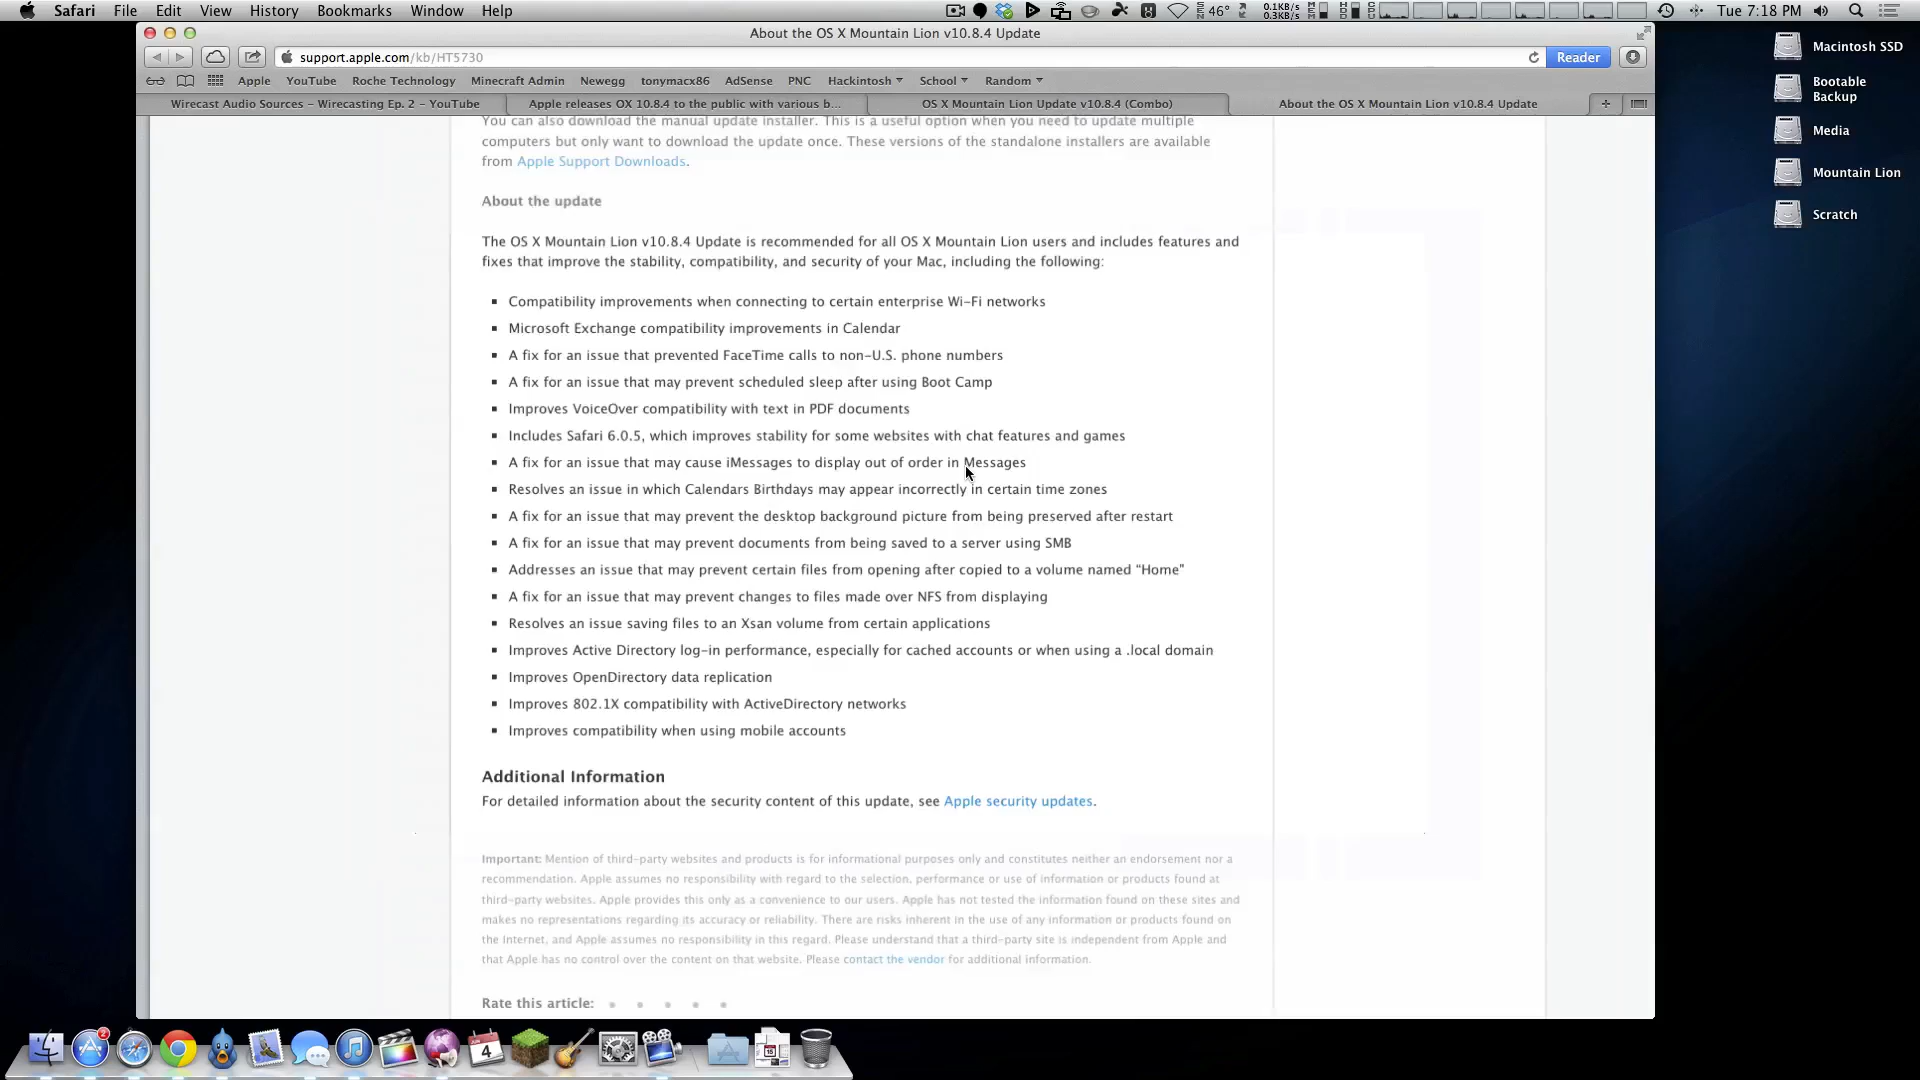 Safari File Edit View History Bookmarks Window Help
46° 0.1KB/s 0.3KB/s Tue 7:18 PM
About the OS X Mountain Lion v10.8.4 Update
support.apple.com/kb/HT5730
Reader
Apple YouTube Roche Technology Minecraft Admin Newegg tonymacx86 AdSense PNC Hackintosh School Random
Wirecast Audio Sources – Wirecasting Ep. 2 – YouTube
Apple releases OX 10.8.4 to the public with various b...
OS X Mountain Lion Update v10.8.4 (Combo)
About the OS X Mountain Lion v10.8.4 Update
You can also download the manual update installer. This is a useful option when you need to update multiple
computers but only want to download the update once. These versions of the standalone installers are available
from Apple Support Downloads.
About the update
The OS X Mountain Lion v10.8.4 Update is recommended for all OS X Mountain Lion users and includes features and
fixes that improve the stability, compatibility, and security of your Mac, including the following:
▪ Compatibility improvements when connecting to certain enterprise Wi-Fi networks
▪ Microsoft Exchange compatibility improvements in Calendar
▪ A fix for an issue that prevented FaceTime calls to non-U.S. phone numbers
▪ A fix for an issue that may prevent scheduled sleep after using Boot Camp
▪ Improves VoiceOver compatibility with text in PDF documents
▪ Includes Safari 6.0.5, which improves stability for some websites with chat features and games
▪ A fix for an issue that may cause iMessages to display out of order in Messages
▪ Resolves an issue in which Calendars Birthdays may appear incorrectly in certain time zones
▪ A fix for an issue that may prevent the desktop background picture from being preserved after restart
▪ A fix for an issue that may prevent documents from being saved to a server using SMB
▪ Addresses an issue that may prevent certain files from opening after copied to a volume named “Home”
▪ A fix for an issue that may prevent changes to files made over NFS from displaying
▪ Resolves an issue saving files to an Xsan volume from certain applications
▪ Improves Active Directory log-in performance, especially for cached accounts or when using a .local domain
▪ Improves OpenDirectory data replication
▪ Improves 802.1X compatibility with ActiveDirectory networks
▪ Improves compatibility when using mobile accounts
Additional Information
For detailed information about the security content of this update, see Apple security updates.
Important: Mention of third-party websites and products is for informational purposes only and constitutes neither an endorsement nor a
recommendation. Apple assumes no responsibility with regard to the selection, performance or use of information or products found at
third-party websites. Apple provides this only as a convenience to our users. Apple has not tested the information found on these sites and
makes no representations regarding its accuracy or reliability. There are risks inherent in the use of any information or products found on
the Internet, and Apple assumes no responsibility in this regard. Please understand that a third-party site is independent from Apple and
that Apple has no control over the content on that website. Please contact the vendor for additional information.
Rate this article:
Macintosh SSD
Bootable
Backup
Media
Mountain Lion
Scratch
2
4